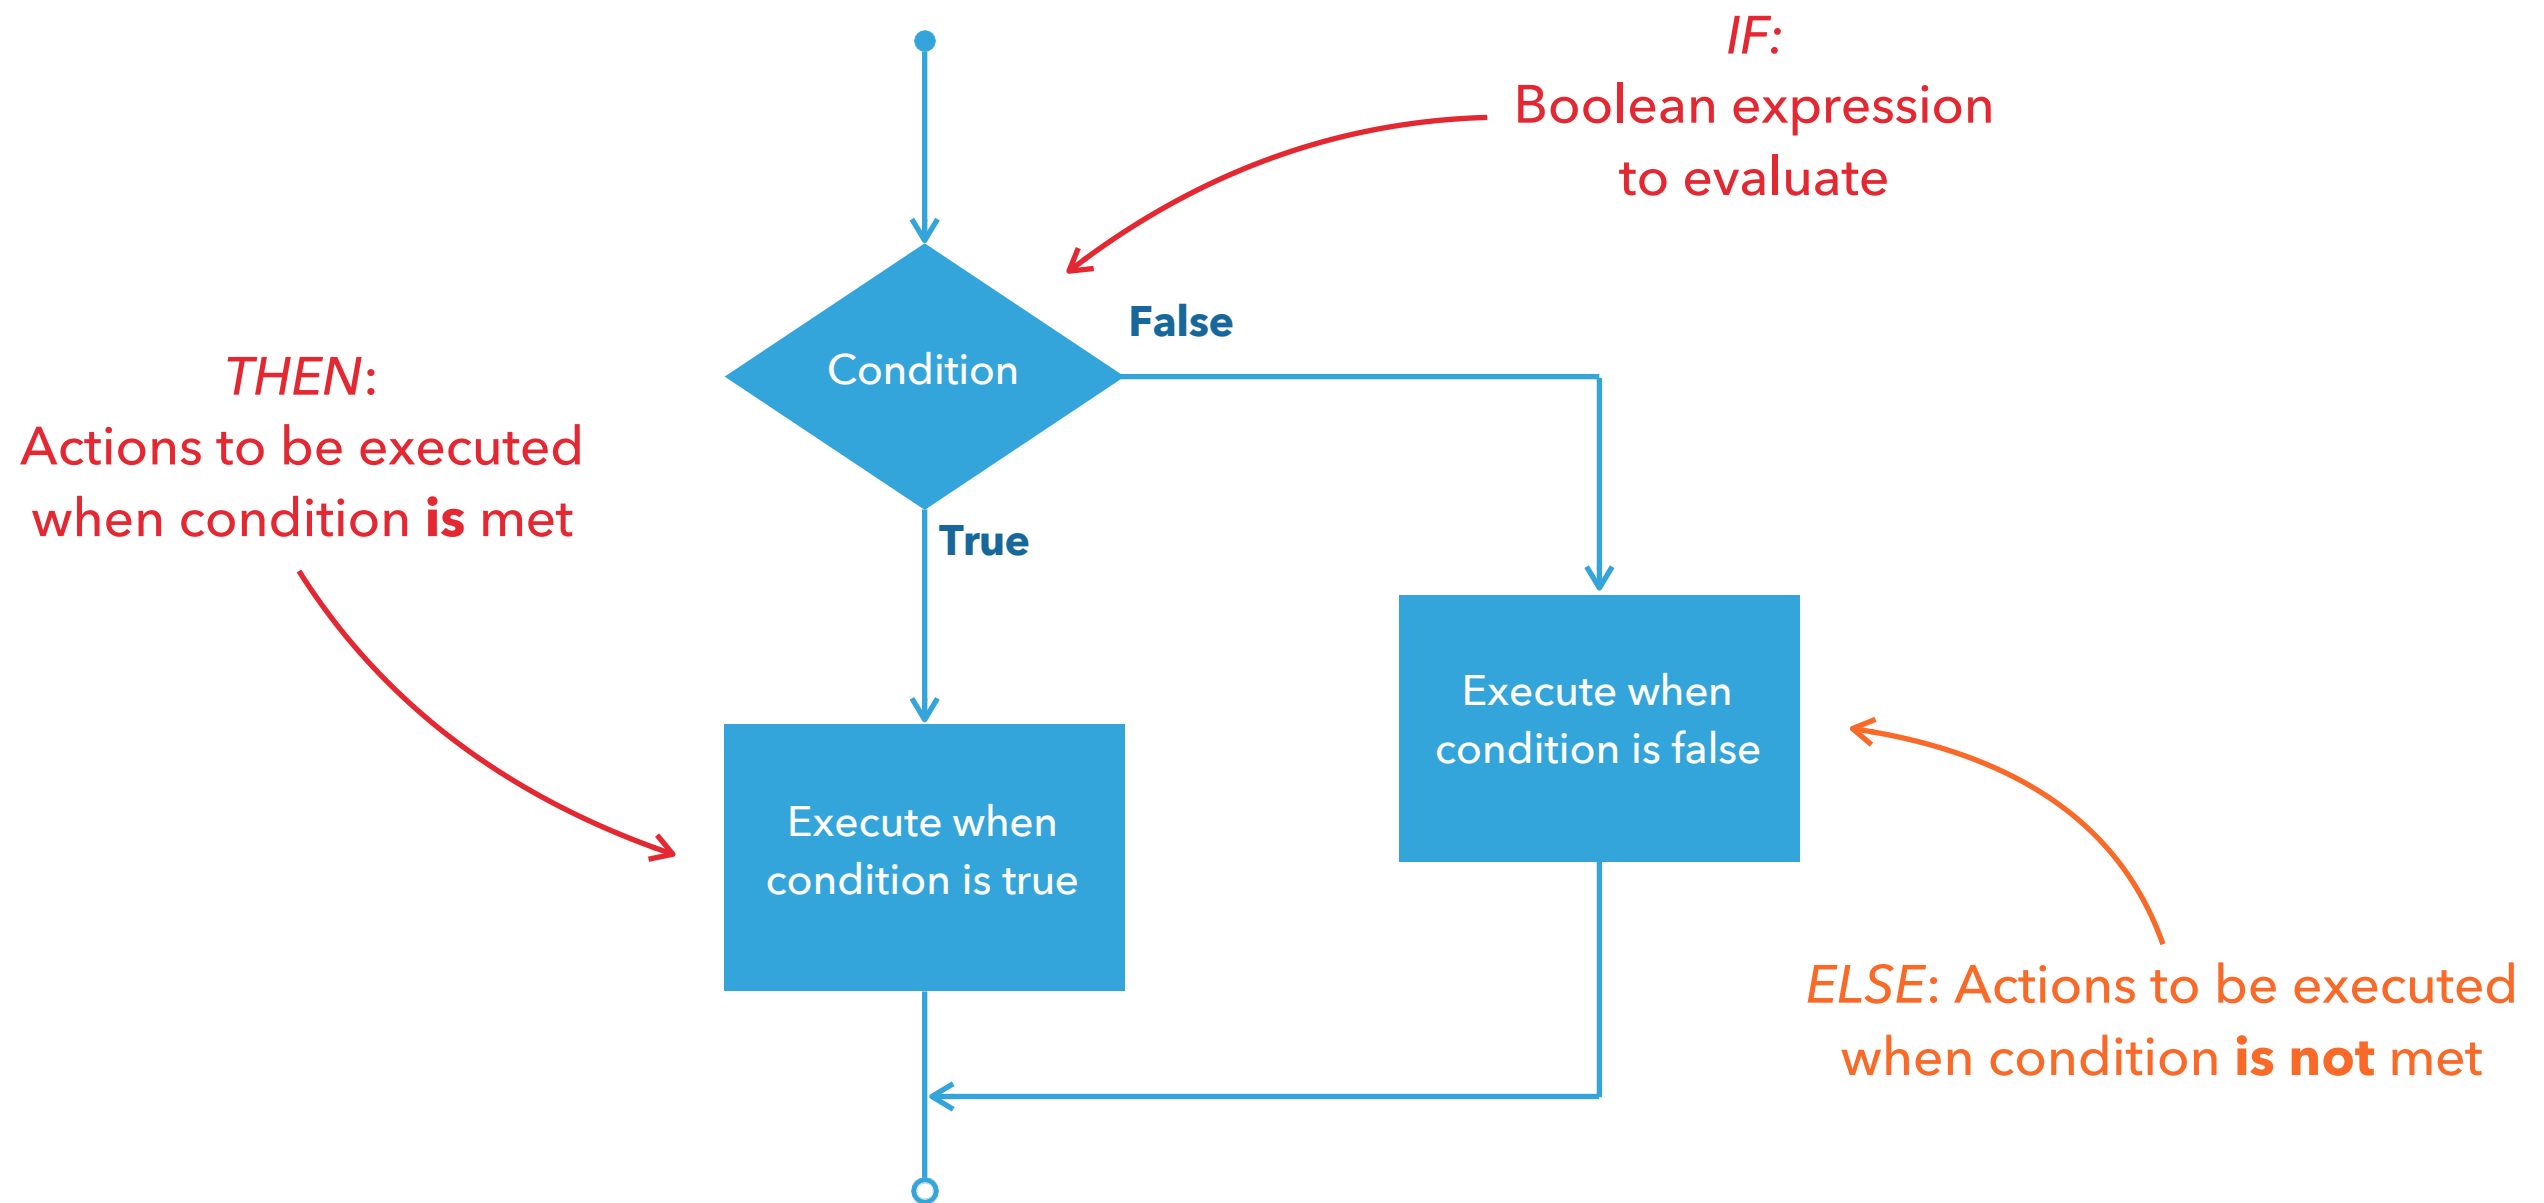 IF:
Boolean expression
to evaluate
False
Condition
THEN:
Actions to be executed
when condition is met
True
Execute when
condition is false
Execute when
condition is true
ELSE: Actions to be executed
when condition is not met